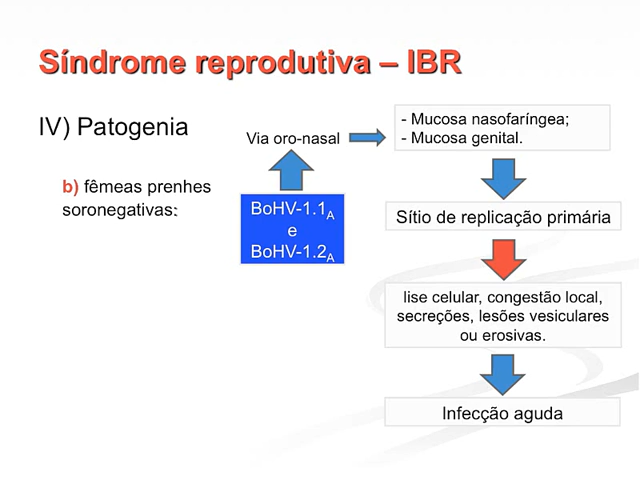 Síndrome reprodutiva – IBR
IV) Patogenia
b) fêmeas prenhes
soronegativas:
Via oro-nasal
BoHV-1.1A
e
BoHV-1.2A
- Mucosa nasofaríngea;
- Mucosa genital.
Sítio de replicação primária
lise celular, congestão local,
secreções, lesões vesiculares
ou erosivas.
Infecção aguda